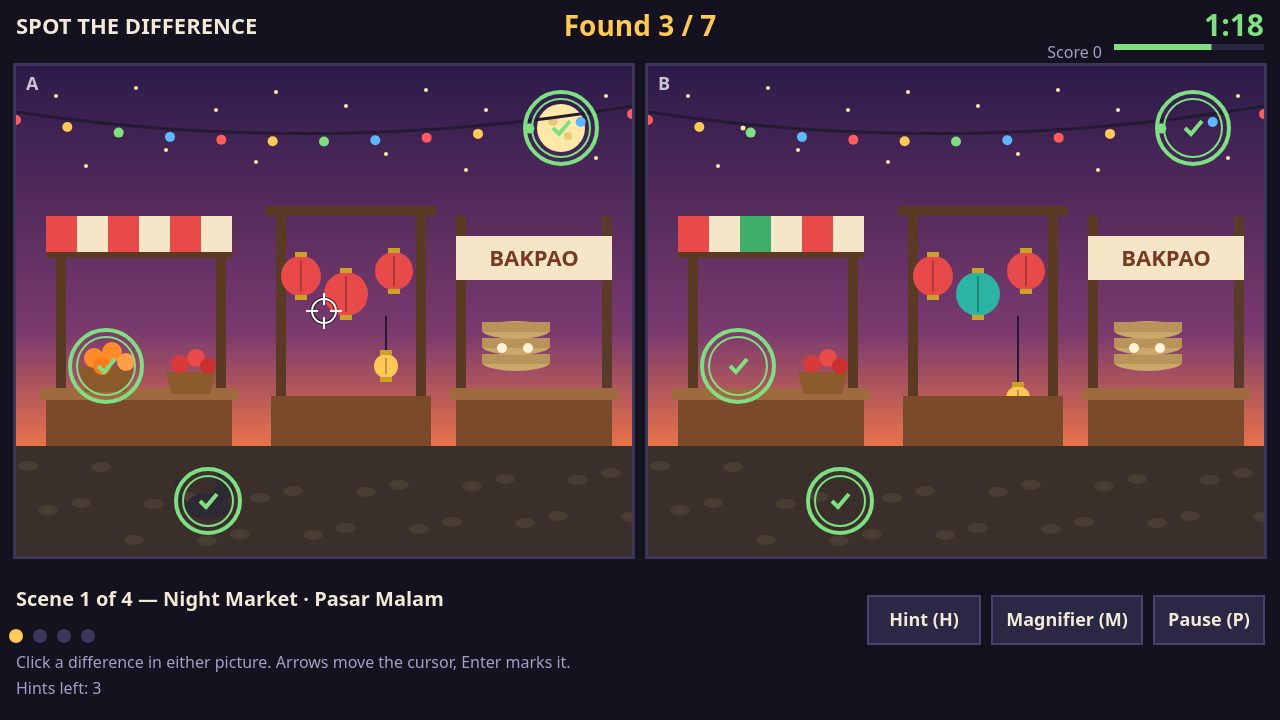 SPOT THE DIFFERENCE
Found 3 / 7
1:18
Score 0
A
B
BAKPAO
BAKPAO
Scene 1 of 4 — Night Market · Pasar Malam
Hint (H)
Magnifier (M)
Pause (P)
Click a difference in either picture. Arrows move the cursor, Enter marks it.
Hints left: 3